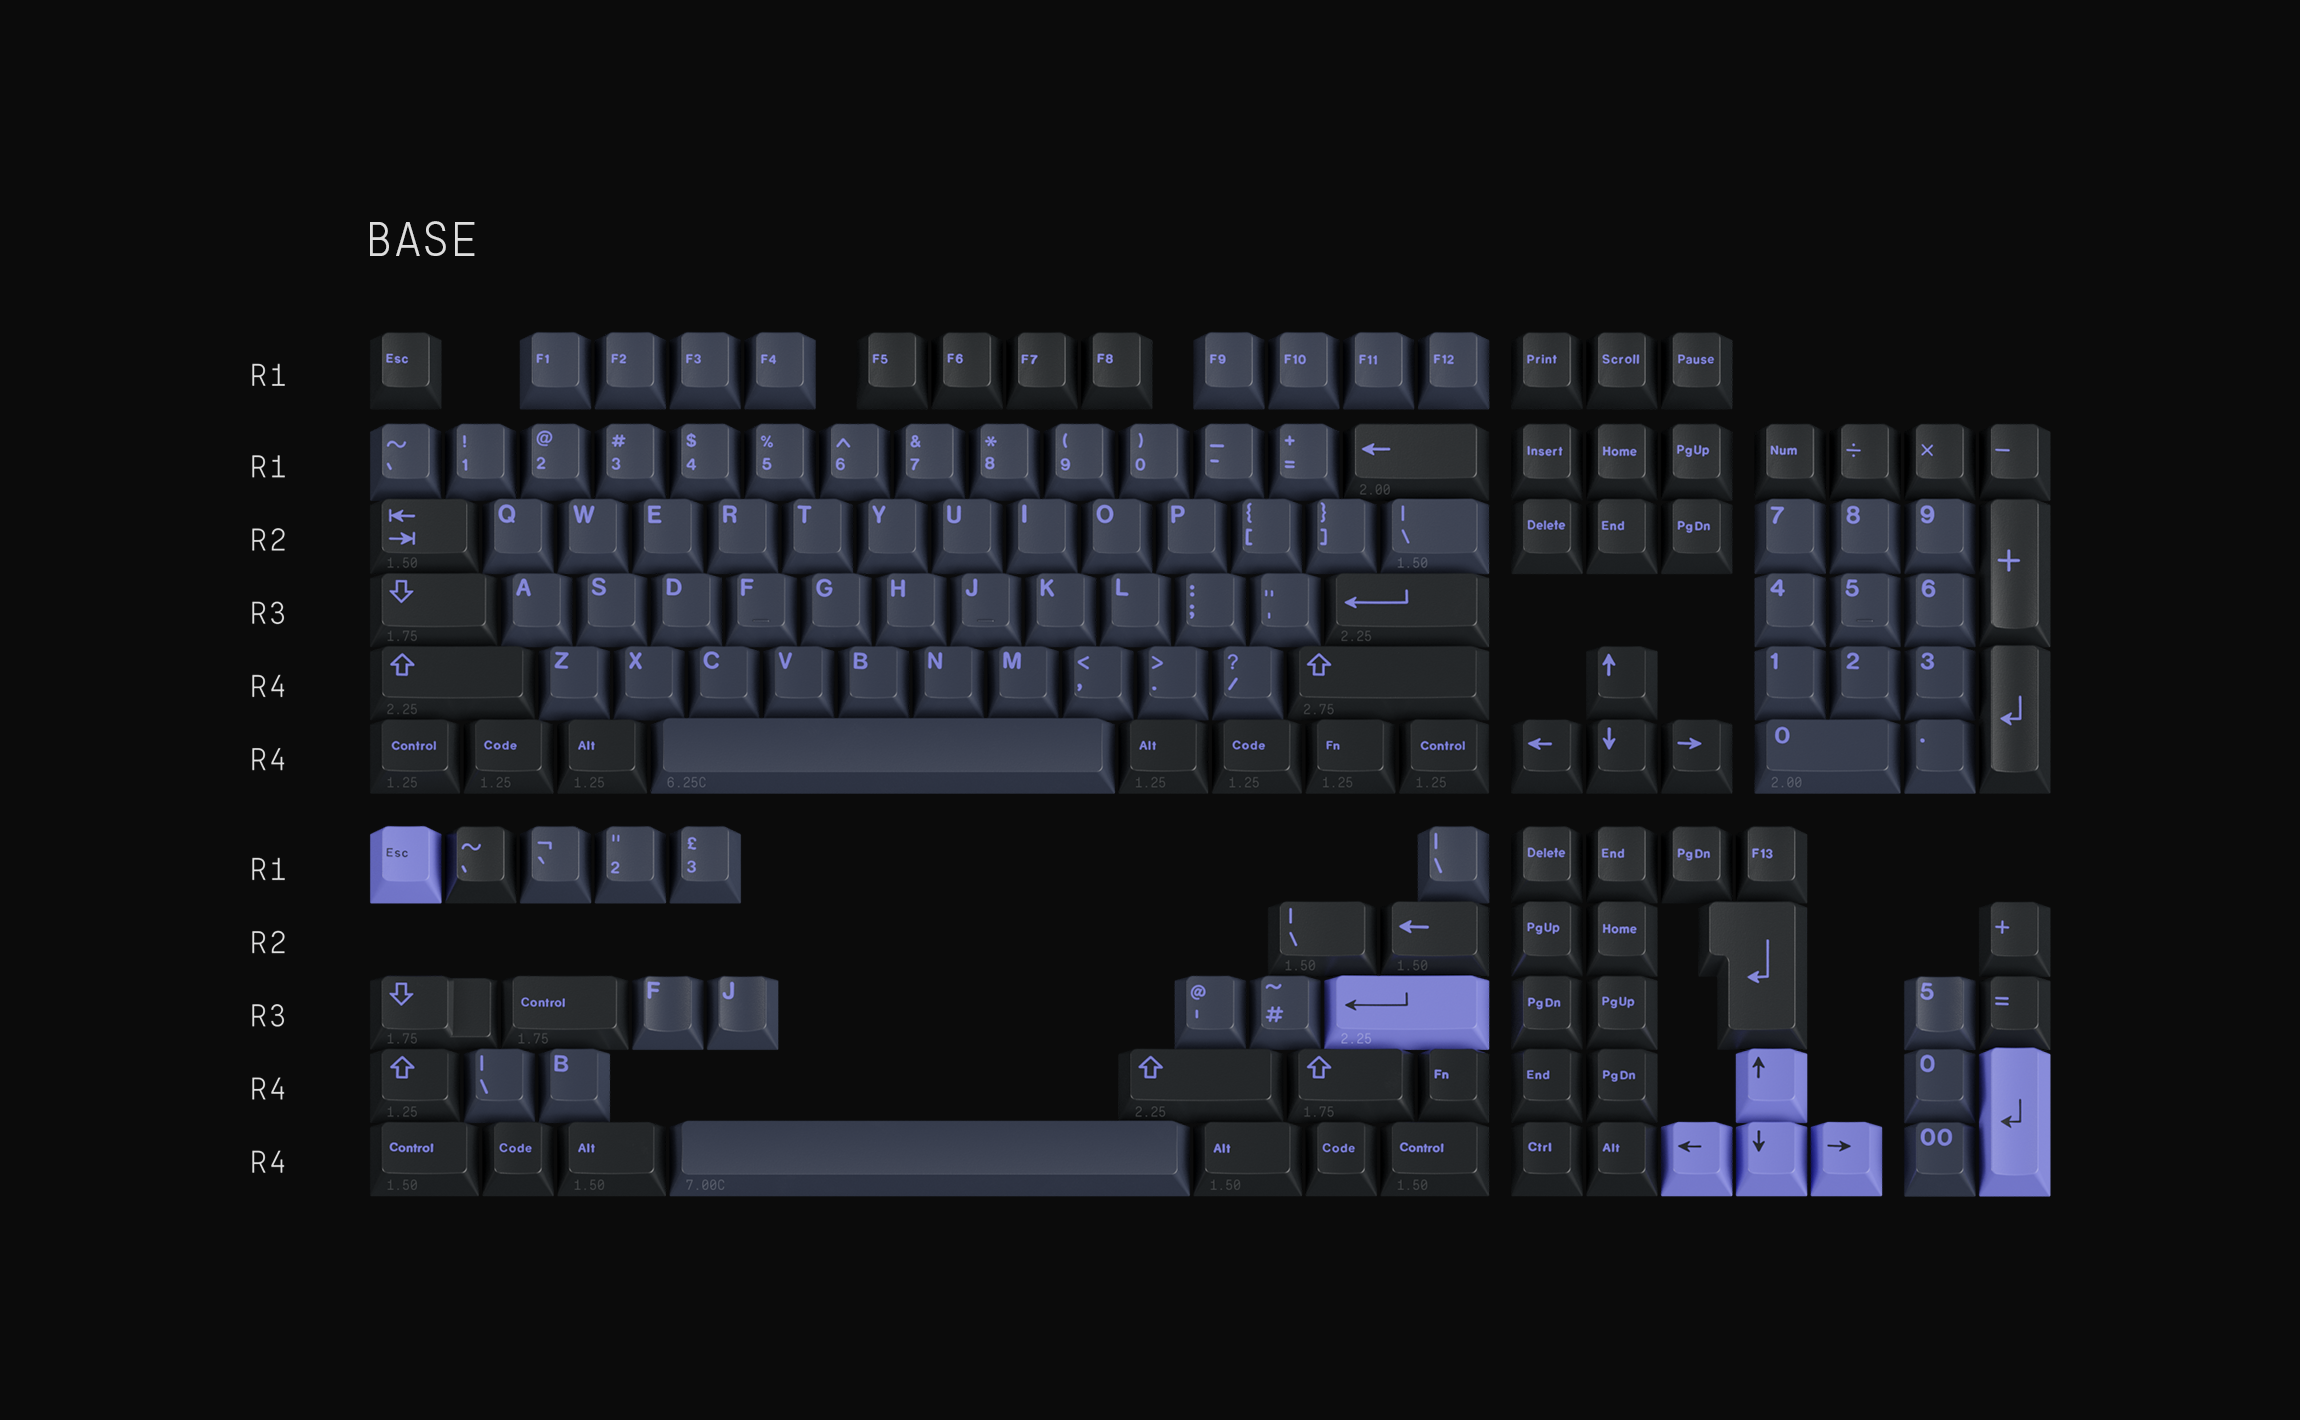 BASE
R1 Esc F1 F2 F3 F4 F5 F6 F7 F8 F9 F10 F11 F12 Print Scroll Pause
~ ! @ # $ % ^ & * ( ) _ +
R1 ` 1 2 3 4 5 6 7 8 9 0 - = ← 2.00 Insert Home PgUp Num ÷ × −
R2 ⇤ ⇥ 1.50 Q W E R T Y U I O P { [ } ] | \ 1.50 Delete End PgDn 7 8 9 +
R3 ⇩ 1.75 A S D F G H J K L : ; " ' ↵ 2.25 4 5 6
R4 ⇧ 2.25 Z X C V B N M < , > . ? / ⇧ 2.75 ↑ 1 2 3 ↵
R4 Control 1.25 Code 1.25 Alt 1.25 6.25C Alt 1.25 Code 1.25 Fn 1.25 Control 1.25 ← ↓ → 0 2.00 .
R1 Esc ~ ` ¬ ` " 2 £ 3 | \ Delete End PgDn F13
R2 | \ 1.50 ← 1.50 PgUp Home ↵ +
R3 ⇩ 1.75 Control 1.75 F J @ ' ~ # ↵ 2.25 PgDn PgUp 5 =
R4 ⇧ 1.25 | \ B ⇧ 2.25 ⇧ 1.75 Fn End PgDn ↑ 0 ↵
R4 Control 1.50 Code Alt 1.50 7.00C Alt 1.50 Code Control 1.50 Ctrl Alt ← ↓ → 00